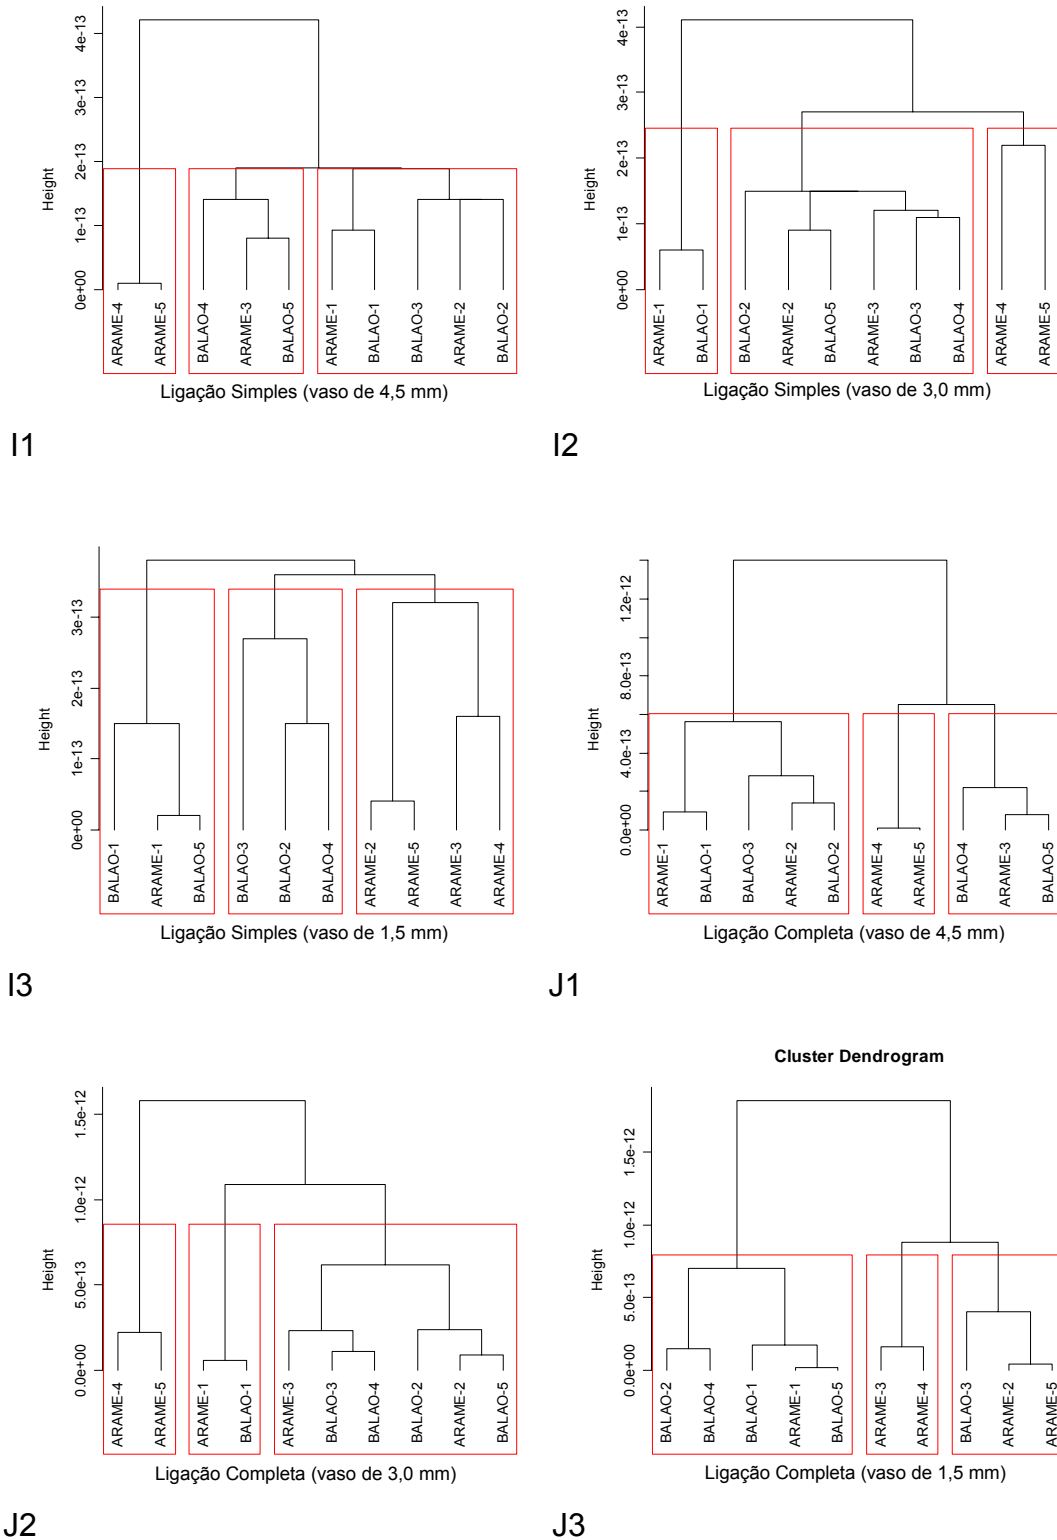 4e-13
3e-13
2e-13
1e-13
0e+00
Height
ARAME-4
ARAME-5
BALAO-4
ARAME-3
BALAO-5
ARAME-1
BALAO-1
BALAO-3
ARAME-2
BALAO-2
Ligação Simples (vaso de 4,5 mm)
I1
4e-13
3e-13
2e-13
1e-13
0e+00
Height
ARAME-1
BALAO-1
BALAO-2
ARAME-2
BALAO-5
ARAME-3
BALAO-3
BALAO-4
ARAME-4
ARAME-5
Ligação Simples (vaso de 3,0 mm)
I2
3e-13
2e-13
1e-13
0e+00
Height
BALAO-1
ARAME-1
BALAO-5
BALAO-3
BALAO-2
BALAO-4
ARAME-2
ARAME-5
ARAME-3
ARAME-4
Ligação Simples (vaso de 1,5 mm)
I3
1.2e-12
8.0e-13
4.0e-13
0.0e+00
Height
ARAME-1
BALAO-1
BALAO-3
ARAME-2
BALAO-2
ARAME-4
ARAME-5
BALAO-4
ARAME-3
BALAO-5
Ligação Completa (vaso de 4,5 mm)
J1
1.5e-12
1.0e-12
5.0e-13
0.0e+00
Height
ARAME-4
ARAME-5
ARAME-1
BALAO-1
ARAME-3
BALAO-3
BALAO-4
BALAO-2
ARAME-2
BALAO-5
Ligação Completa (vaso de 3,0 mm)
J2
Cluster Dendrogram
1.5e-12
1.0e-12
5.0e-13
0.0e+00
Height
BALAO-2
BALAO-4
BALAO-1
ARAME-1
BALAO-5
ARAME-3
ARAME-4
BALAO-3
ARAME-2
ARAME-5
Ligação Completa (vaso de 1,5 mm)
J3